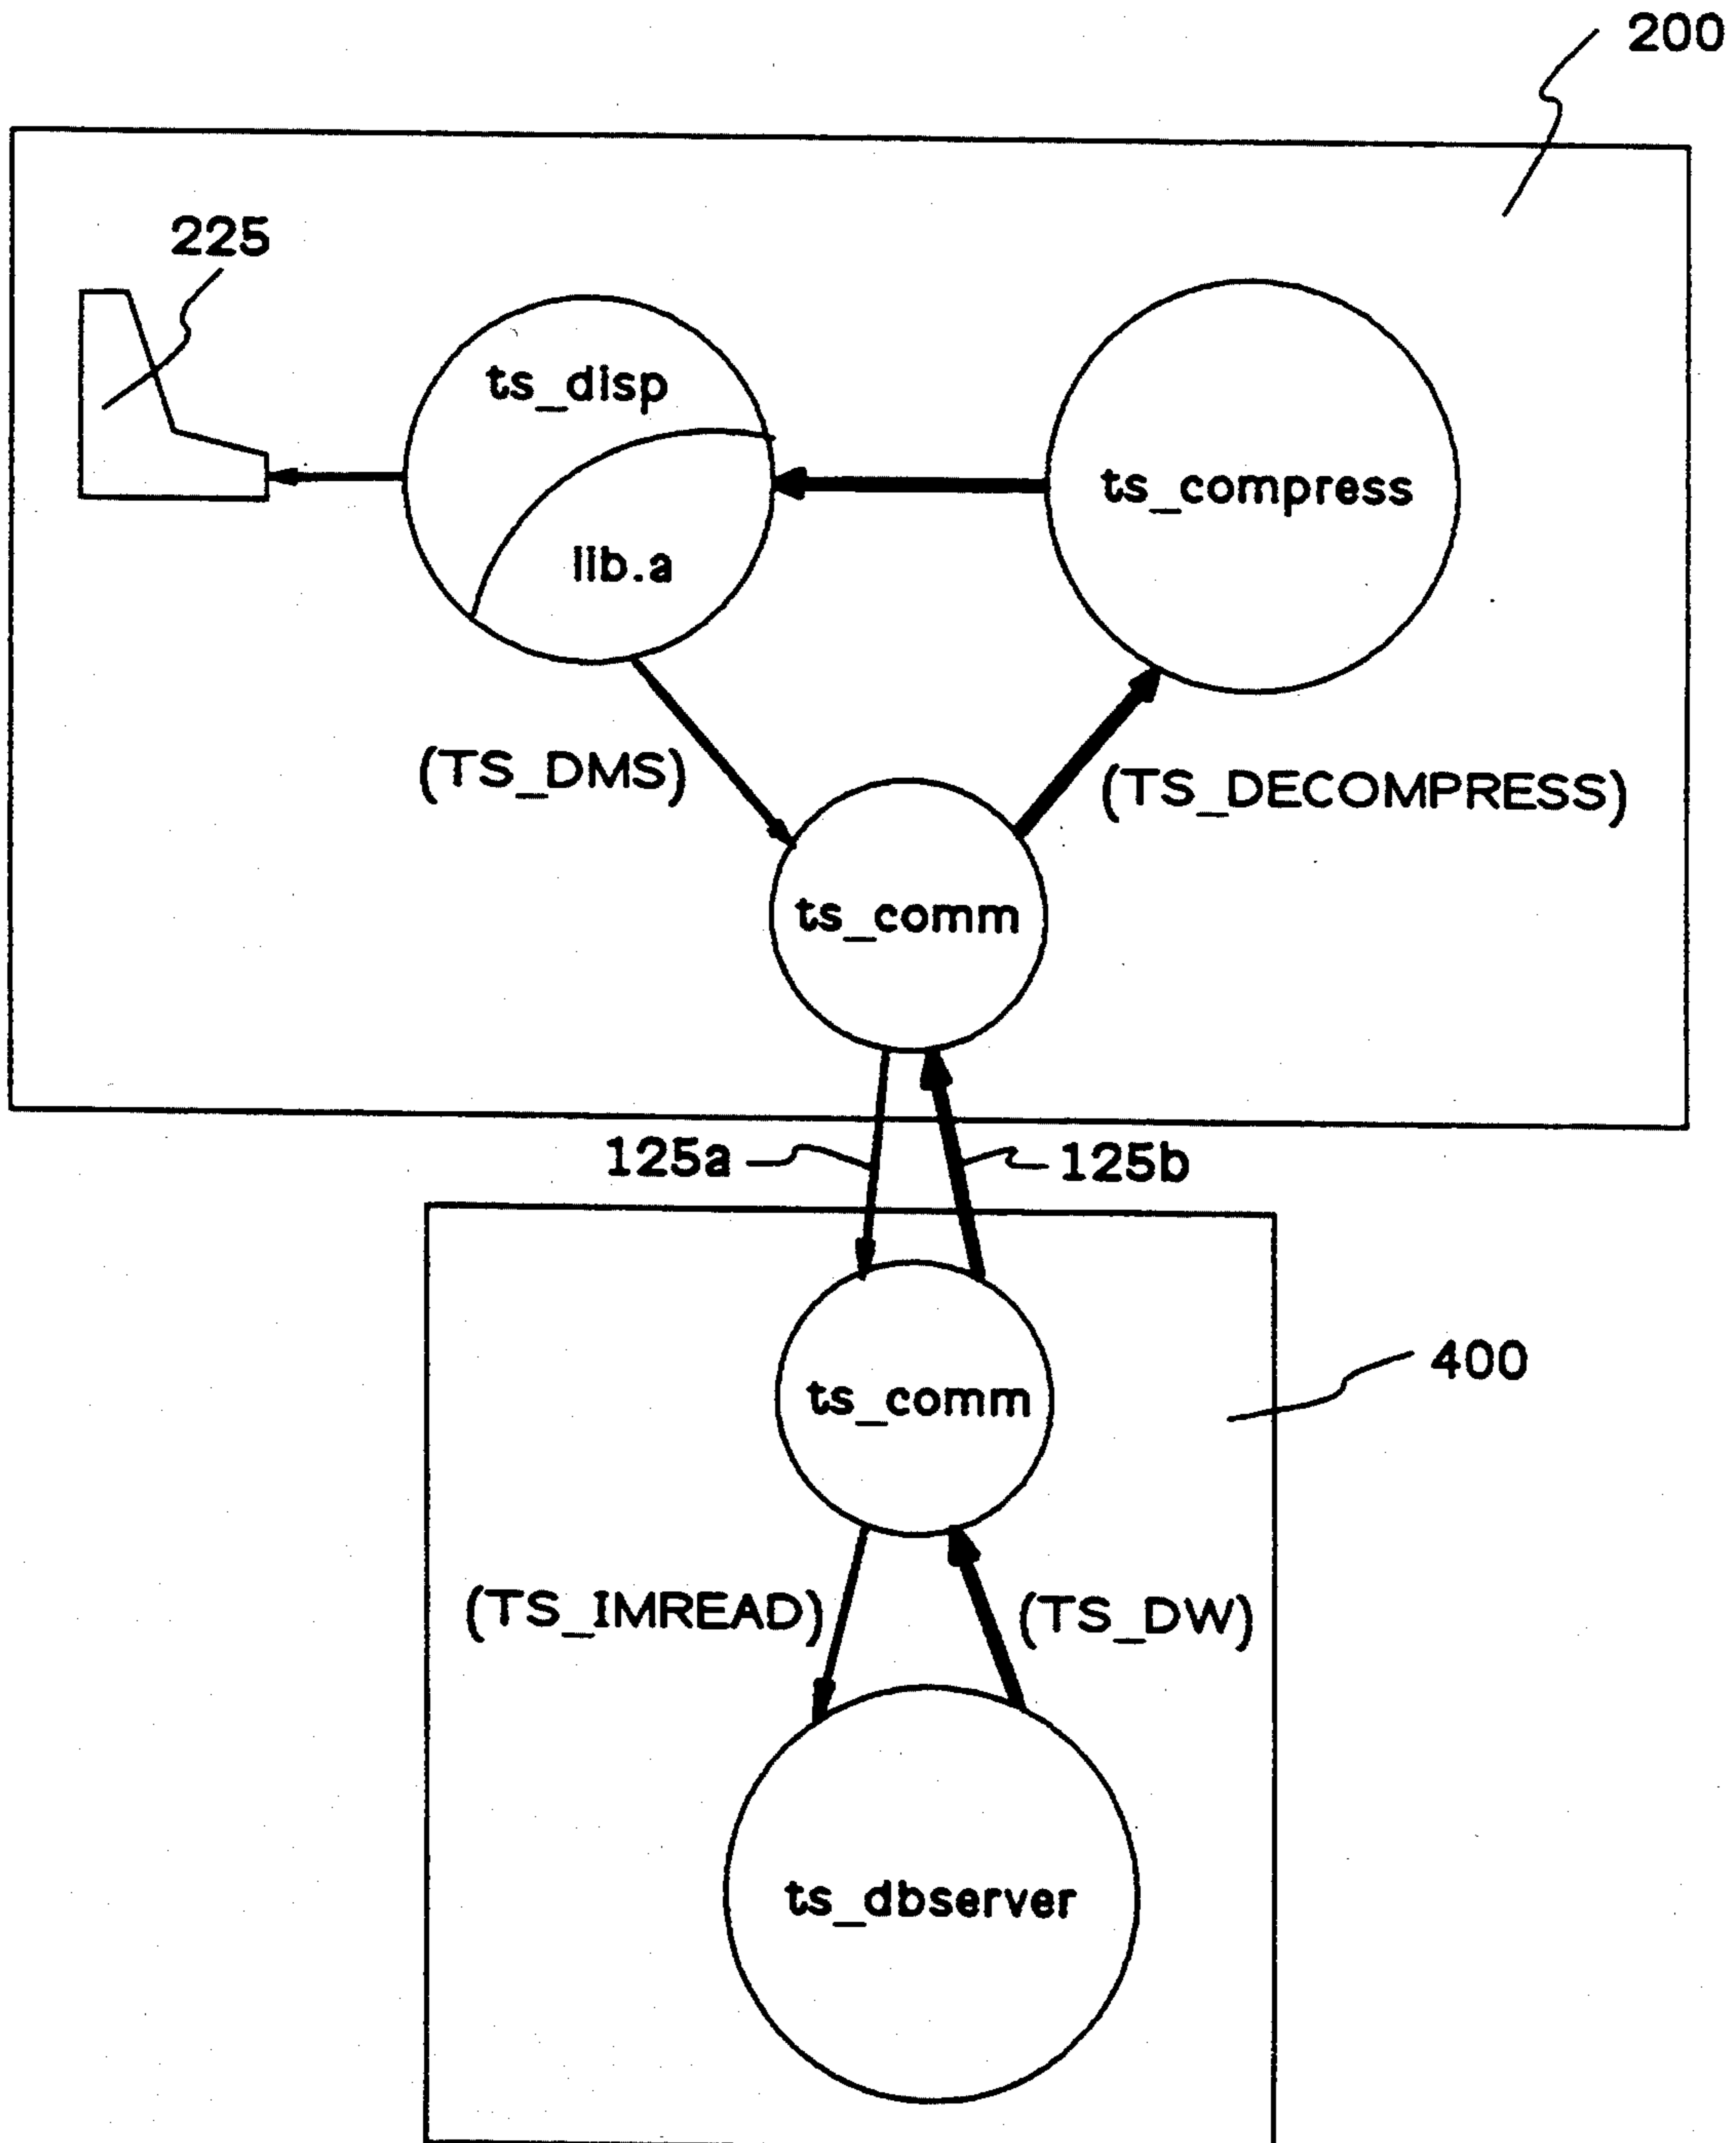 200
225
ts_disp
lib.a
ts_compress
(TS_DMS)
(TS_DECOMPRESS)
ts_comm
125a
125b
ts_comm
400
(TS_IMREAD)
(TS_DW)
ts_dbserver